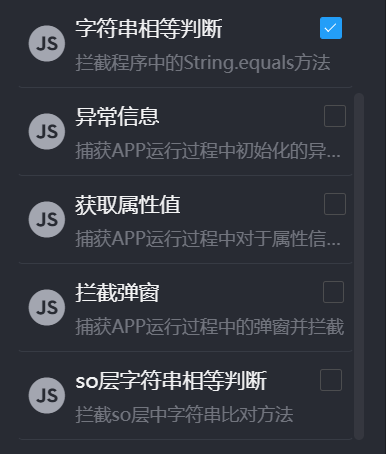 字符串相等判断
JS
拦截程序中的String.equals方法
异常信息
JS
捕获APP运行过程中初始化的异...
获取属性值
JS
捕获APP运行过程中对于属性信...
拦截弹窗
JS
捕获APP运行过程中的弹窗并拦截
so层字符串相等判断
JS
拦截so层中字符串比对方法